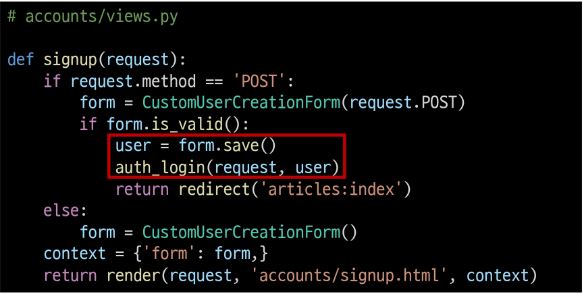 # accounts/views.py

def signup(request):
    if request.method == 'POST':
        form = CustomUserCreationForm(request.POST)
        if form.is_valid():
            user = form.save()
            auth_login(request, user)
            return redirect('articles:index')
    else:
        form = CustomUserCreationForm()
    context = {'form': form,}
    return render(request, 'accounts/signup.html', context)